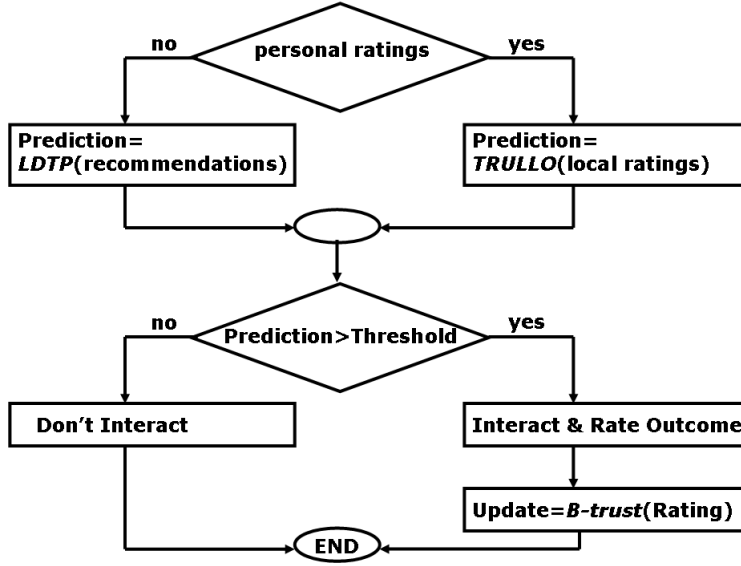 personal ratings
no
yes
Prediction=
LDTP(recommendations)
Prediction=
TRULLO(local ratings)
Prediction>Threshold
no
yes
Don't Interact
Interact & Rate Outcome
Update=B-trust(Rating)
END